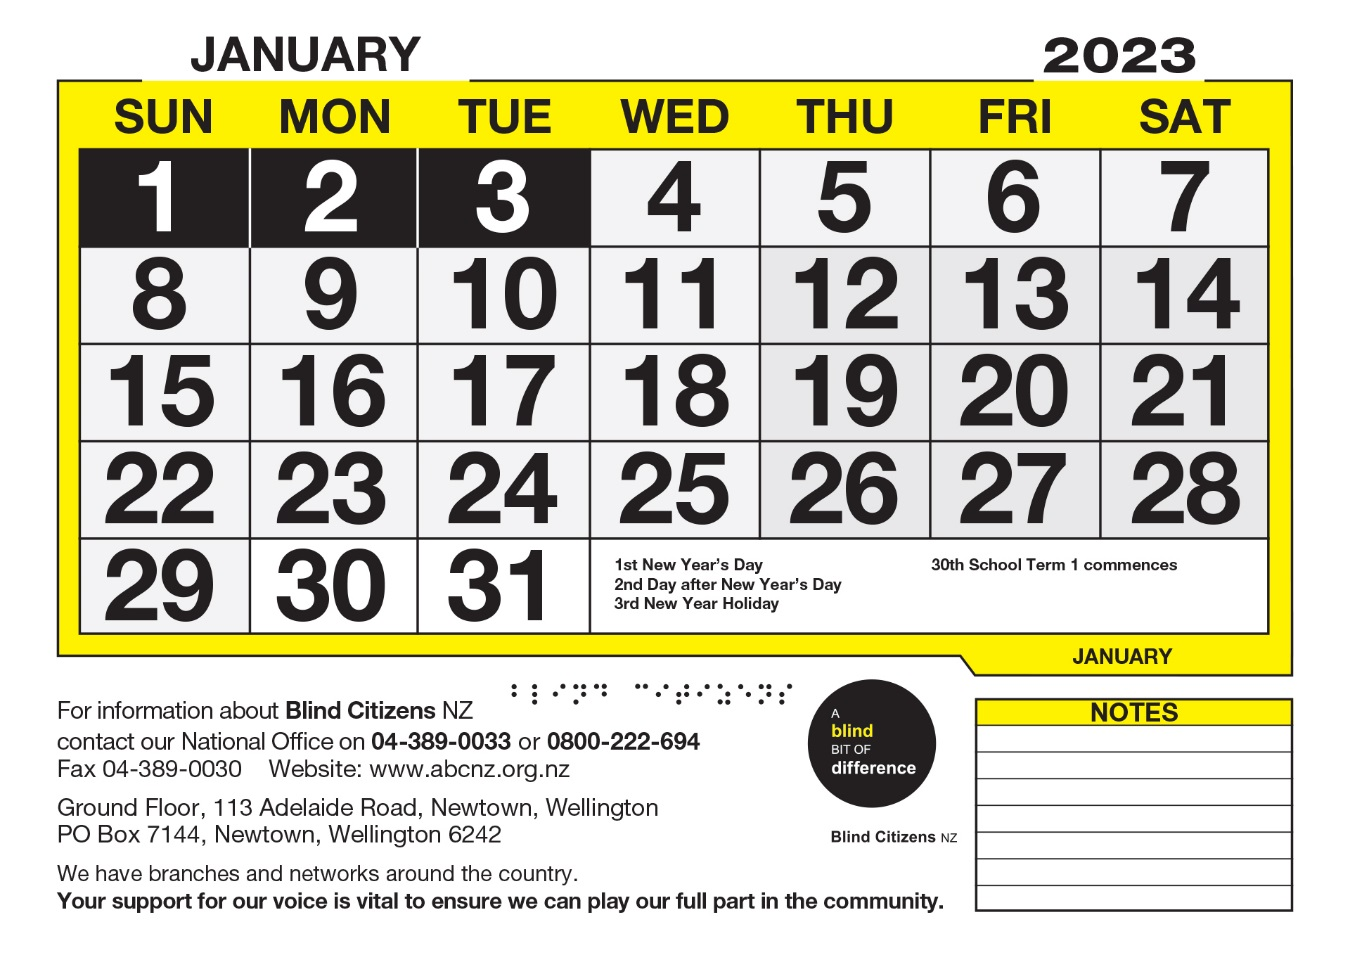 JANUARY 2023
SUN MON TUE WED THU FRI SAT
1 2 3 4 5 6 7
8 9 10 11 12 13 14
15 16 17 18 19 20 21
22 23 24 25 26 27 28
29 30 31
1st New Year’s Day
2nd Day after New Year’s Day
3rd New Year Holiday
30th School Term 1 commences
JANUARY
For information about Blind Citizens NZ
contact our National Office on 04-389-0033 or 0800-222-694
Fax 04-389-0030 Website: www.abcnz.org.nz
Ground Floor, 113 Adelaide Road, Newtown, Wellington
PO Box 7144, Newtown, Wellington 6242
We have branches and networks around the country.
Your support for our voice is vital to ensure we can play our full part in the community.
A
blind
BIT OF
difference
Blind Citizens NZ
NOTES